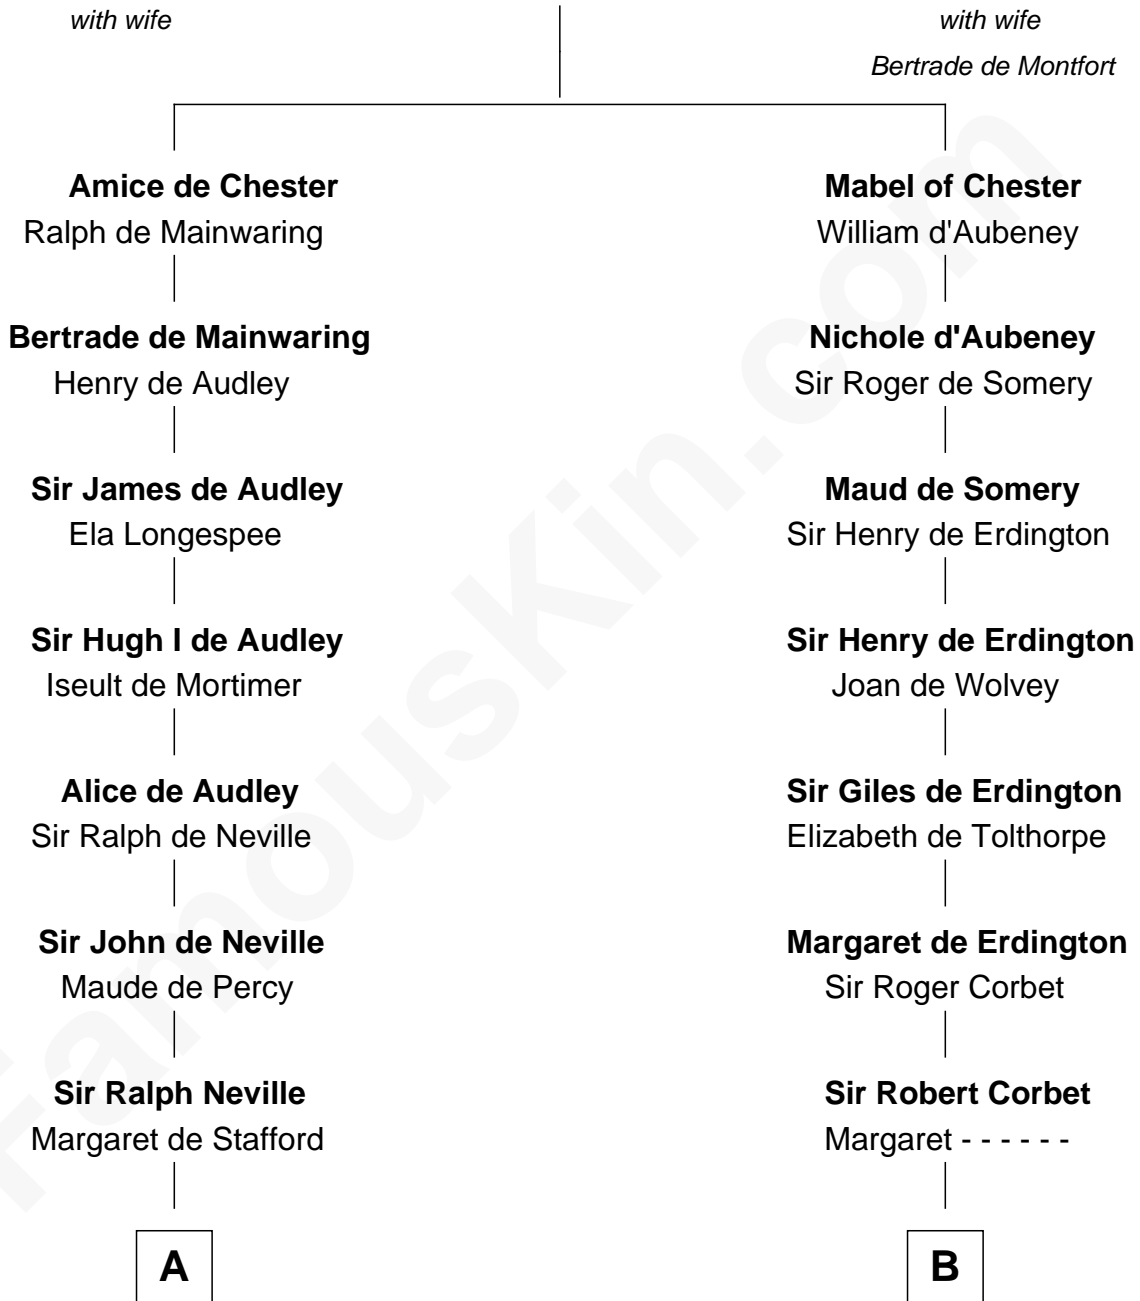 with wife
with wife
Bertrade de Montfort
Amice de Chester
Ralph de Mainwaring
Mabel of Chester
William d'Aubeney
Bertrade de Mainwaring
Henry de Audley
Nichole d'Aubeney
Sir Roger de Somery
Sir James de Audley
Ela Longespee
Maud de Somery
Sir Henry de Erdington
Sir Hugh I de Audley
Iseult de Mortimer
Sir Henry de Erdington
Joan de Wolvey
Alice de Audley
Sir Ralph de Neville
Sir Giles de Erdington
Elizabeth de Tolthorpe
Sir John de Neville
Maude de Percy
Margaret de Erdington
Sir Roger Corbet
Sir Ralph Neville
Margaret de Stafford
Sir Robert Corbet
Margaret - - - - - -
A
B
FamousKin.com